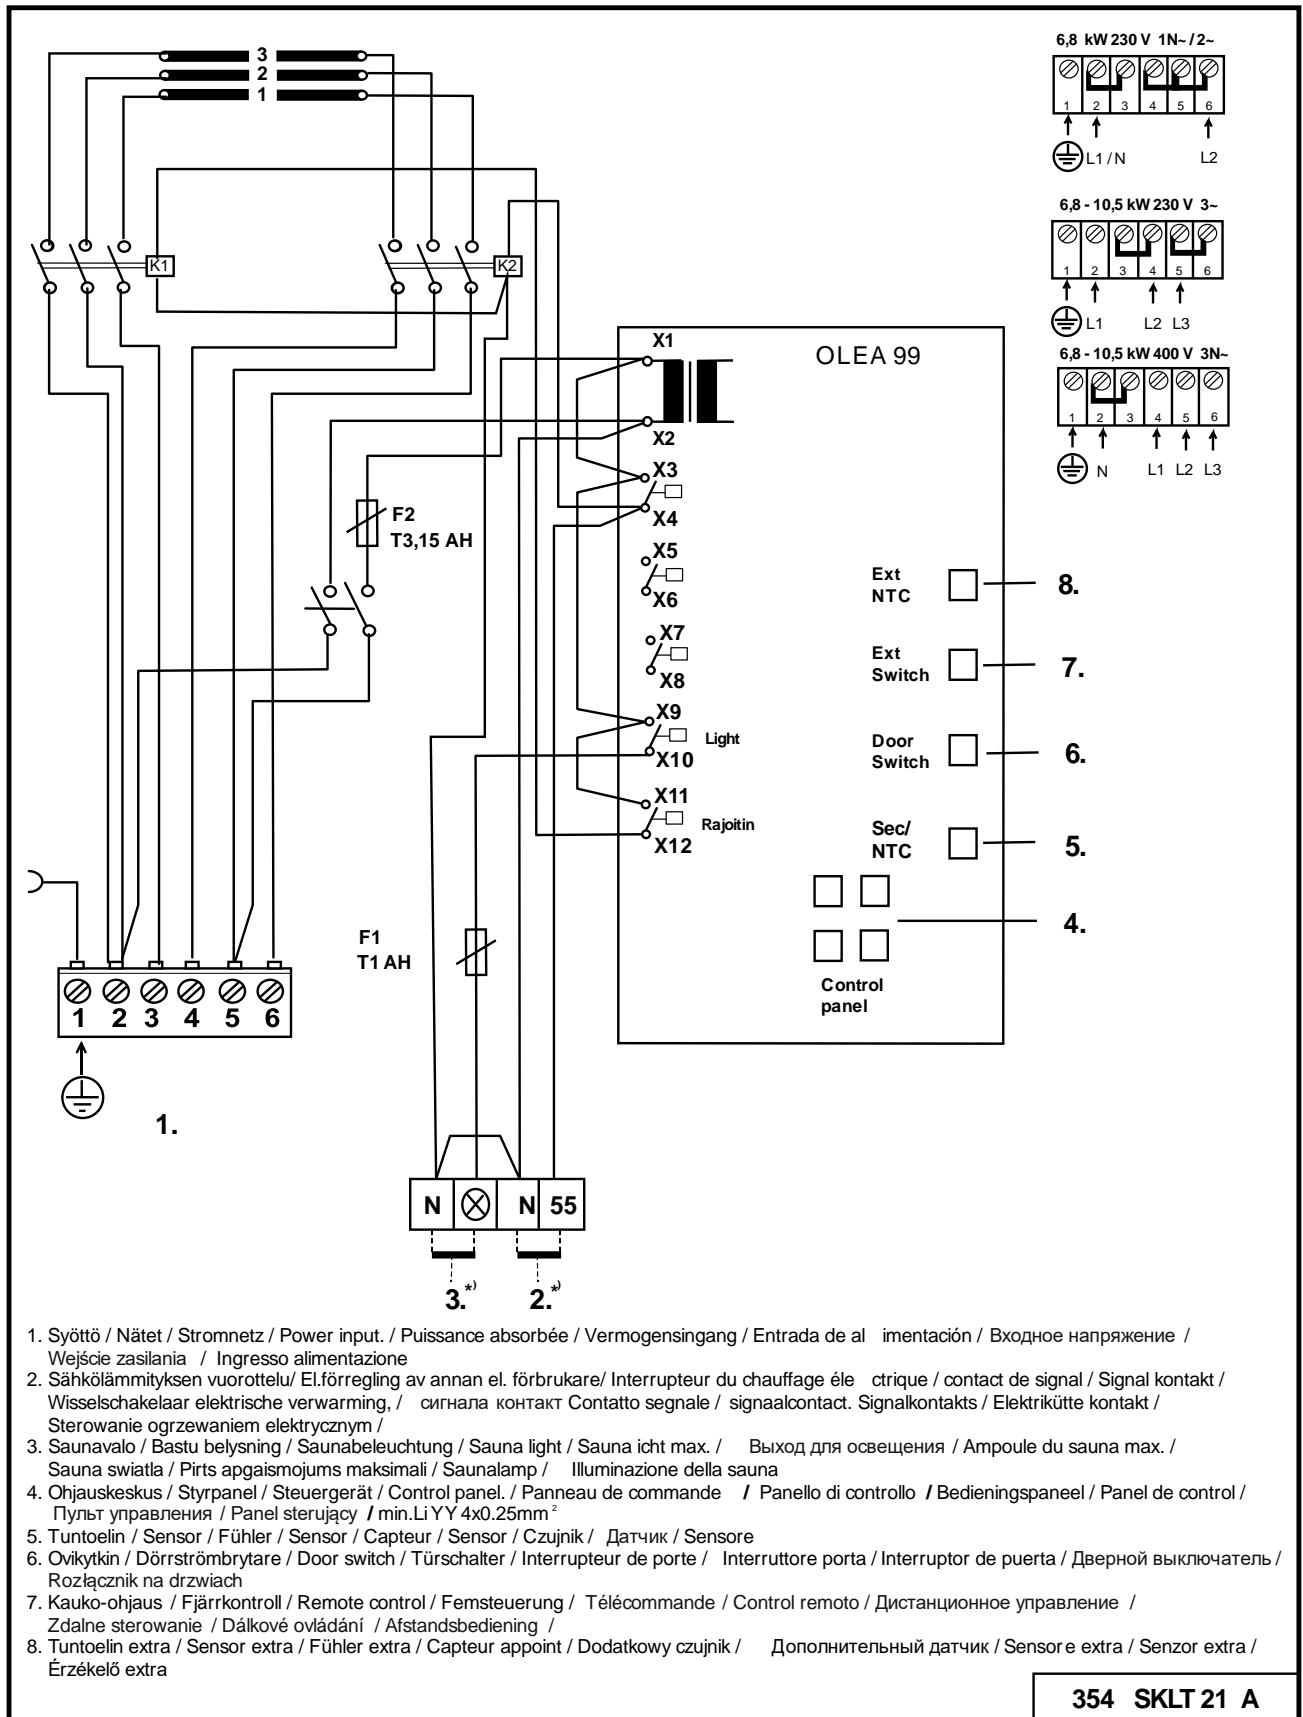 3
2
1
K1
K2
6,8 kW 230 V 1N~ / 2~
1 2 3 4 5 6
L1 / N L2
6,8 - 10,5 kW 230 V 3~
1 2 3 4 5 6
L1 L2 L3
6,8 - 10,5 kW 400 V 3N~
1 2 3 4 5 6
N L1 L2 L3
OLEA 99
X1
X2
X3
X4
X5
X6
X7
X8
X9
Light
X10
X11
Rajoitin
X12
F2
T3,15 AH
Ext
NTC
8.
Ext
Switch
7.
Door
Switch
6.
Sec/
NTC
5.
4.
Control
panel
F1
T1 AH
1 2 3 4 5 6
1.
N N 55
3.*) 2.*)
1. Syöttö / Nätet / Stromnetz / Power input. / Puissance absorbée / Vermogensingang / Entrada de al imentación / Входное напряжение /
Wejście zasilania / Ingresso alimentazione
2. Sähkölämmityksen vuorottelu/ El.förregling av annan el. förbrukare/ Interrupteur du chauffage éle ctrique / contact de signal / Signal kontakt /
Wisselschakelaar elektrische verwarming, / сигнала контакт Contatto segnale / signaalcontact. Signalkontakts / Elektrikütte kontakt /
Sterowanie ogrzewaniem elektrycznym /
3. Saunavalo / Bastu belysning / Saunabeleuchtung / Sauna light / Sauna icht max. / Выход для освещения / Ampoule du sauna max. /
Sauna swiatla / Pirts apgaismojums maksimali / Saunalamp / Illuminazione della sauna
4. Ohjauskeskus / Styrpanel / Steuergerät / Control panel. / Panneau de commande / Panello di controllo / Bedieningspaneel / Panel de control /
Пульт управления / Panel sterujący / min.Li YY 4x0.25mm²
5. Tuntoelin / Sensor / Fühler / Sensor / Capteur / Sensor / Czujnik / Датчик / Sensore
6. Ovikytkin / Dörrströmbrytare / Door switch / Türschalter / Interrupteur de porte / Interruttore porta / Interruptor de puerta / Дверной выключатель /
Rozłącznik na drzwiach
7. Kauko-ohjaus / Fjärrkontroll / Remote control / Femsteuerung / Télécommande / Control remoto / Дистанционное управление /
Zdalne sterowanie / Dálkové ovládání / Afstandsbediening /
8. Tuntoelin extra / Sensor extra / Fühler extra / Capteur appoint / Dodatkowy czujnik / Дополнительный датчик / Sensore extra / Senzor extra /
Érzékelő extra
354 SKLT 21 A